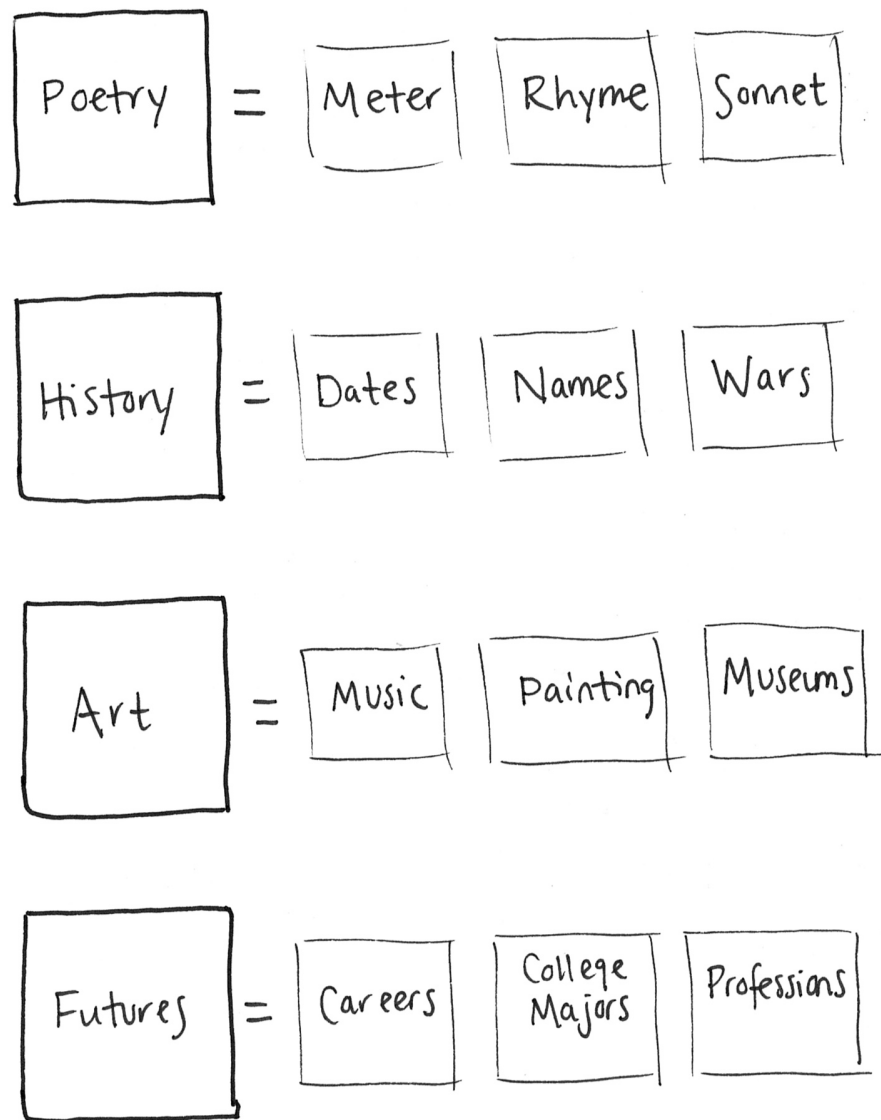 Poetry = Meter Rhyme Sonnet
History = Dates Names Wars
Art = Music Painting Museums
Futures = Careers College Majors Professions